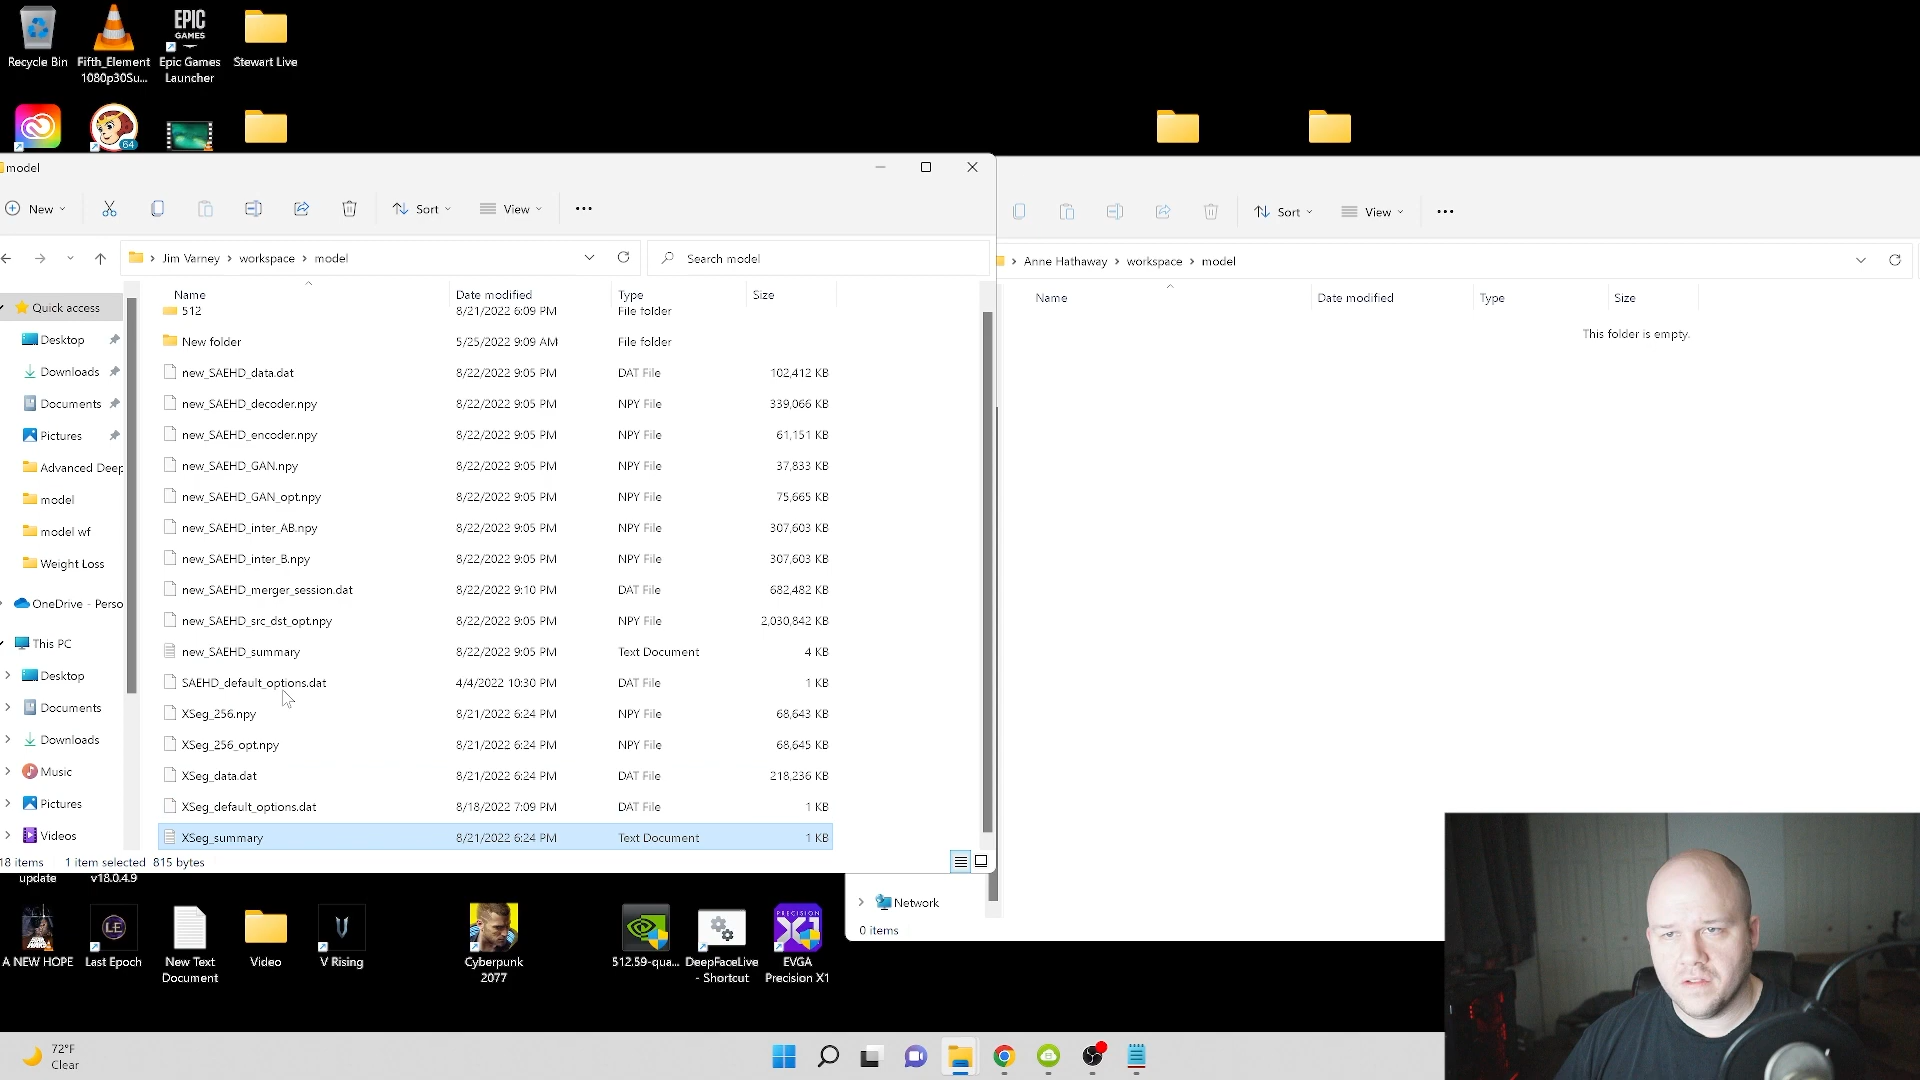 Recycle Bin
Fifth_Element
1080p30Su...
EPIC
GAMES
Epic Games
Launcher
Stewart Live
64
model
New
Sort
View
Jim Varney
workspace
model
Search model
Name
Date modified
Type
Size
Quick access
Desktop
Downloads
Documents
Pictures
Advanced Deep
model
model wf
Weight Loss
OneDrive - Perso
This PC
Desktop
Documents
Downloads
Music
Pictures
Videos
512 8/21/2022 6:09 PM File folder
New folder 5/25/2022 9:09 AM File folder
new_SAEHD_data.dat 8/22/2022 9:05 PM DAT File 102,412 KB
new_SAEHD_decoder.npy 8/22/2022 9:05 PM NPY File 339,066 KB
new_SAEHD_encoder.npy 8/22/2022 9:05 PM NPY File 61,151 KB
new_SAEHD_GAN.npy 8/22/2022 9:05 PM NPY File 37,833 KB
new_SAEHD_GAN_opt.npy 8/22/2022 9:05 PM NPY File 75,665 KB
new_SAEHD_inter_AB.npy 8/22/2022 9:05 PM NPY File 307,603 KB
new_SAEHD_inter_B.npy 8/22/2022 9:05 PM NPY File 307,603 KB
new_SAEHD_merger_session.dat 8/22/2022 9:10 PM DAT File 682,482 KB
new_SAEHD_src_dst_opt.npy 8/22/2022 9:05 PM NPY File 2,030,842 KB
new_SAEHD_summary 8/22/2022 9:05 PM Text Document 4 KB
SAEHD_default_options.dat 4/4/2022 10:30 PM DAT File 1 KB
XSeg_256.npy 8/21/2022 6:24 PM NPY File 68,643 KB
XSeg_256_opt.npy 8/21/2022 6:24 PM NPY File 68,645 KB
XSeg_data.dat 8/21/2022 6:24 PM DAT File 218,236 KB
XSeg_default_options.dat 8/18/2022 7:09 PM DAT File 1 KB
XSeg_summary 8/21/2022 6:24 PM Text Document 1 KB
18 items 1 item selected 815 bytes
Sort
View
Anne Hathaway
workspace
model
Name
Date modified
Type
Size
This folder is empty.
Network
0 items
update
v18.0.4.9
A NEW HOPE
LE
Last Epoch
New Text
Document
Video
V Rising
Cyberpunk
2077
512.59-qua...
DeepFaceLive
- Shortcut
PRECISION
X1
EVGA
Precision X1
72°F
Clear